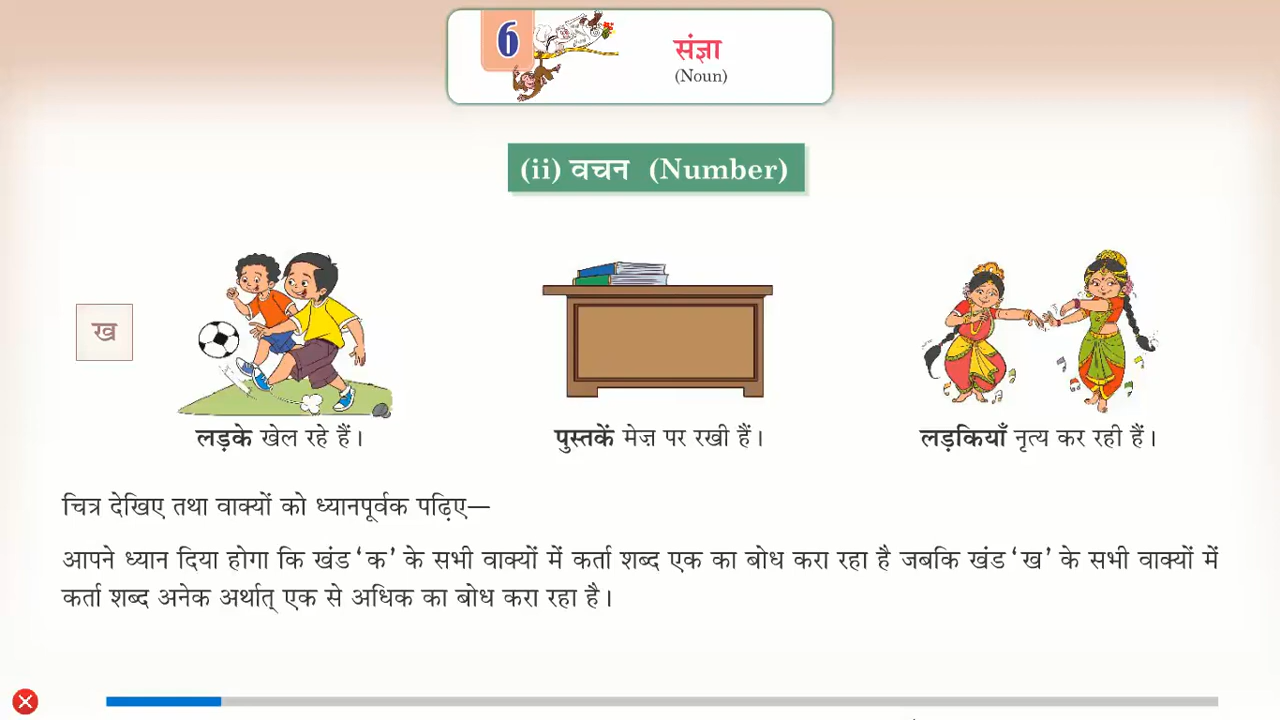 6
संज्ञा
(Noun)
(ii) वचन (Number)
ख
लड़के खेल रहे हैं।
पुस्तकें मेज़ पर रखी हैं।
लड़कियाँ नृत्य कर रही हैं।
चित्र देखिए तथा वाक्यों को ध्यानपूर्वक पढ़िए—
आपने ध्यान दिया होगा कि खंड ‘क’ के सभी वाक्यों में कर्ता शब्द एक का बोध करा रहा है जबकि खंड ‘ख’ के सभी वाक्यों में
कर्ता शब्द अनेक अर्थात् एक से अधिक का बोध करा रहा है।